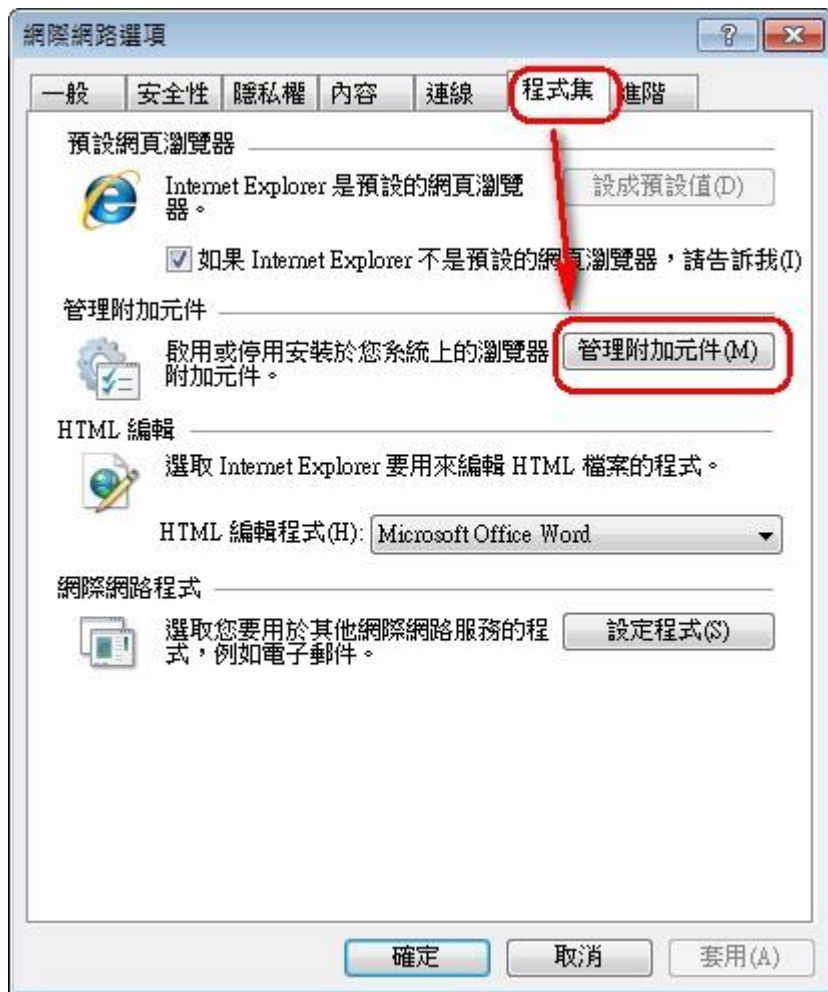 網際網路選項
一般 安全性 隱私權 內容 連線 程式集 進階
預設網頁瀏覽器
Internet Explorer 是預設的網頁瀏覽
器。
設成預設值(D)
如果 Internet Explorer 不是預設的網頁瀏覽器，請告訴我(I)
管理附加元件
啟用或停用安裝於您系統上的瀏覽器
附加元件。
管理附加元件(M)
HTML 編輯
選取 Internet Explorer 要用來編輯 HTML 檔案的程式。
HTML 編輯程式(H): Microsoft Office Word
網際網路程式
選取您要用於其他網際網路服務的程
式，例如電子郵件。
設定程式(S)
確定 取消 套用(A)